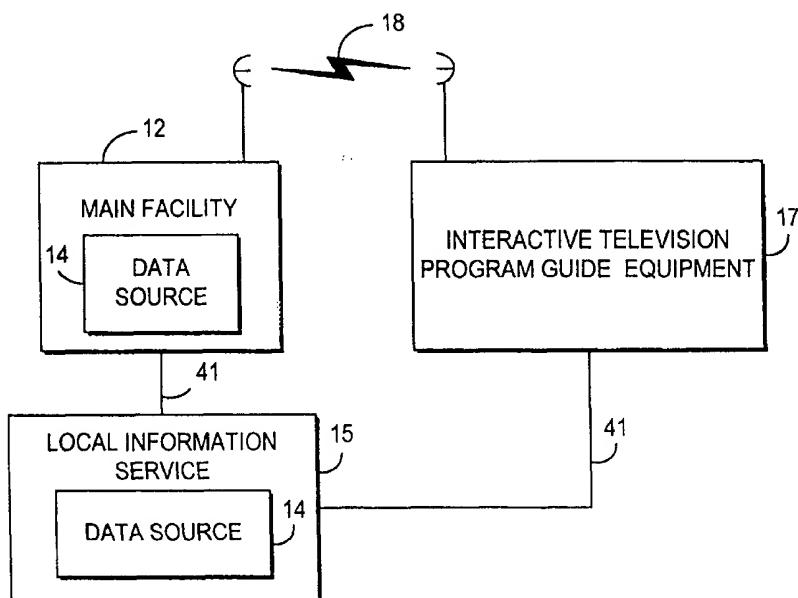 18
12
MAIN FACILITY
14
DATA
SOURCE
INTERACTIVE TELEVISION
PROGRAM GUIDE EQUIPMENT
17
41
LOCAL INFORMATION
SERVICE
15
41
DATA SOURCE
14